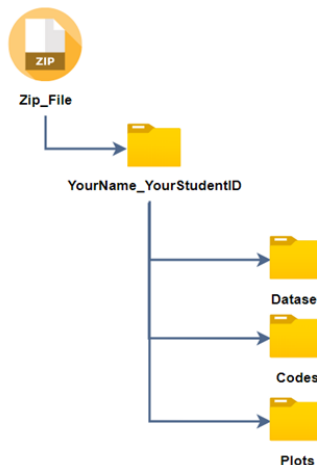 ZIP
Zip_File
YourName_YourStudentID
Datase
Codes
Plots